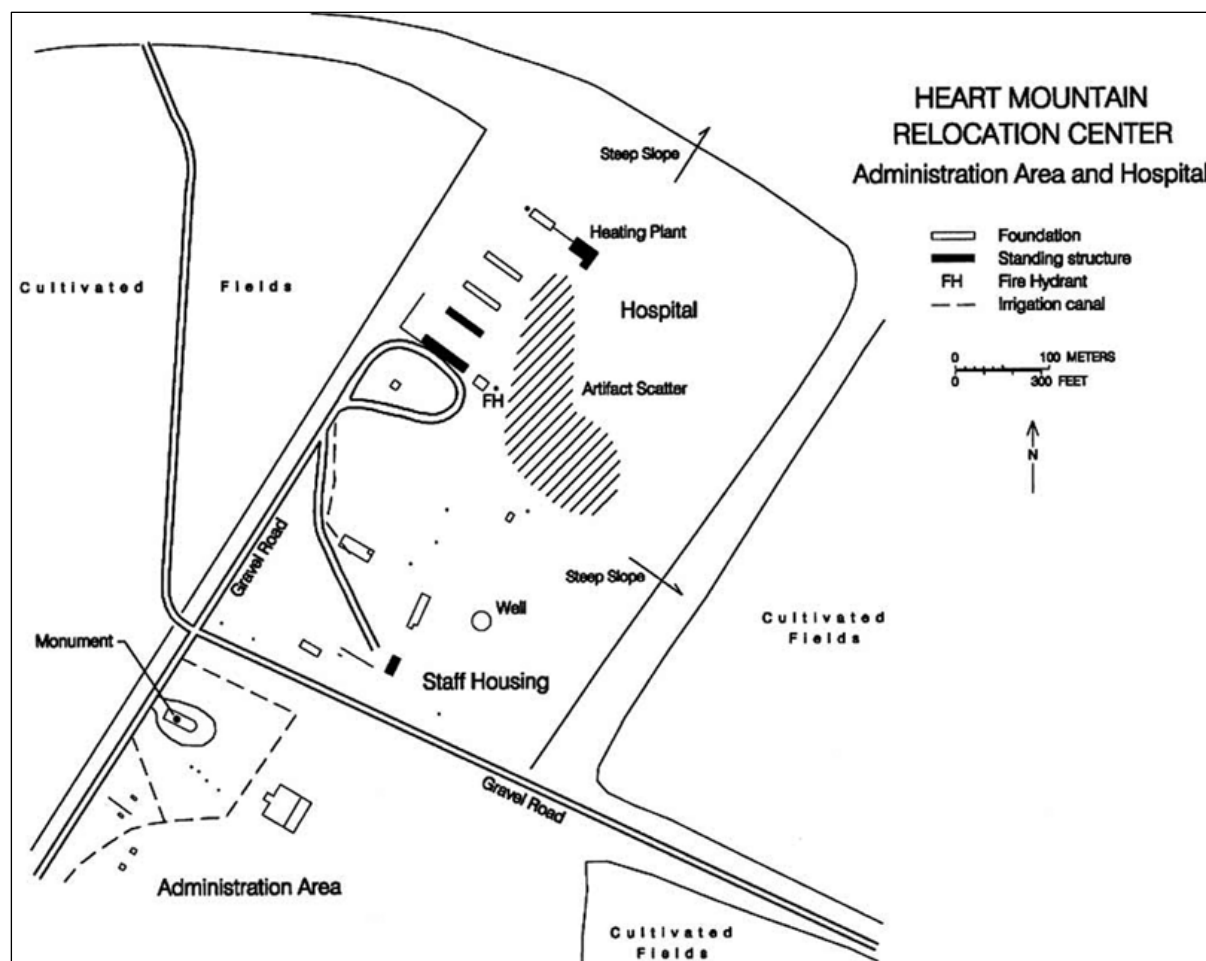 HEART MOUNTAIN
RELOCATION CENTER
Administration Area and Hospital
Foundation
Standing structure
FH Fire Hydrant
Irrigation canal
0 100 METERS
0 300 FEET
N
Steep Slope
Heating Plant
Cultivated Fields
Hospital
Artifact Scatter
FH
Gravel Road
Steep Slope
Well
Cultivated
Fields
Monument
Staff Housing
Gravel Road
Administration Area
Cultivated
Fields